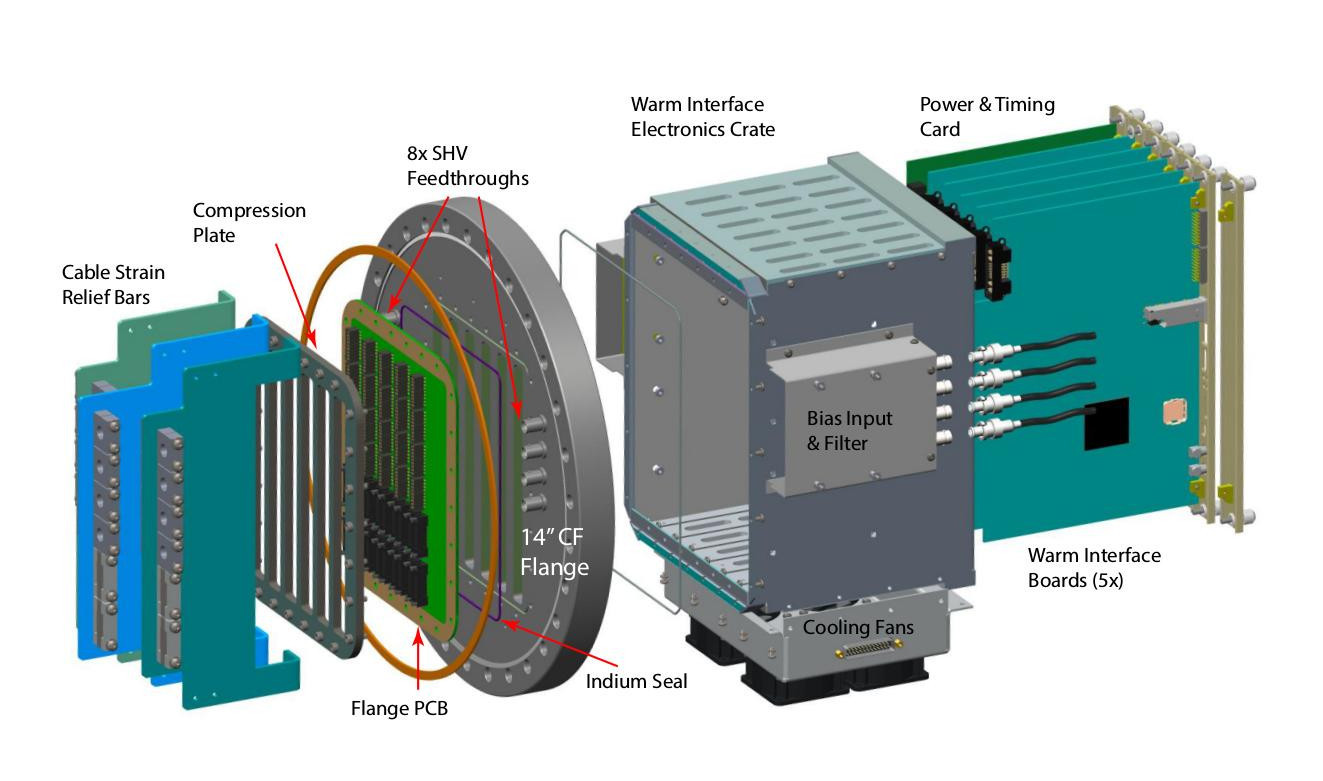 Warm Interface
Electronics Crate
Power & Timing
Card
8x SHV
Feedthroughs
Compression
Plate
Cable Strain
Relief Bars
Bias Input
& Filter
14” CF
Flange
Warm Interface
Boards (5x)
Cooling Fans
Indium Seal
Flange PCB